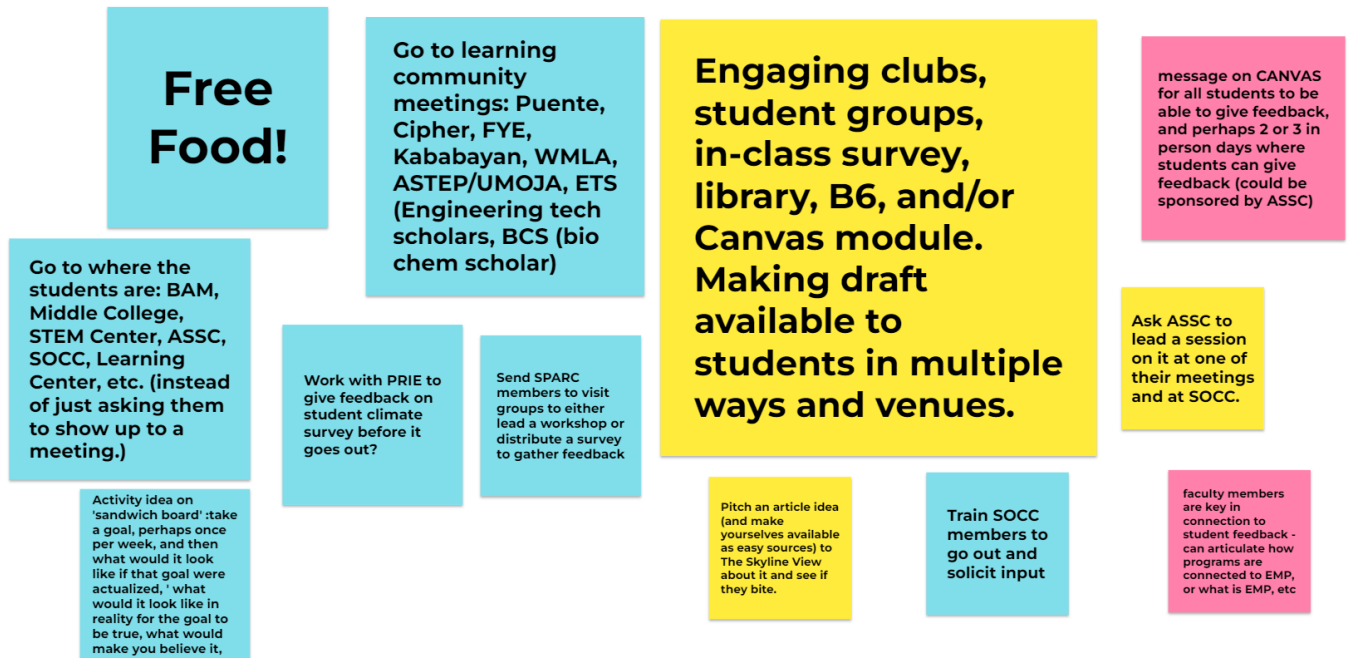 Free
Food!
Go to learning
community
meetings: Puente,
Cipher, FYE,
Kababayan, WMLA,
ASTEP/UMOJA, ETS
(Engineering tech
scholars, BCS (bio
chem scholar)
Engaging clubs,
student groups,
in-class survey,
library, B6, and/or
Canvas module.
Making draft
available to
students in multiple
ways and venues.
message on CANVAS
for all students to be
able to give feedback,
and perhaps 2 or 3 in
person days where
students can give
feedback (could be
sponsored by ASSC)
Go to where the
students are: BAM,
Middle College,
STEM Center, ASSC,
SOCC, Learning
Center, etc. (instead
of just asking them
to show up to a
meeting.)
Work with PRIE to
give feedback on
student climate
survey before it
goes out?
Send SPARC
members to visit
groups to either
lead a workshop or
distribute a survey
to gather feedback
Ask ASSC to
lead a session
on it at one of
their meetings
and at SOCC.
Activity idea on
'sandwich board' :take
a goal, perhaps once
per week, and then
what would it look
like if that goal were
actualized, ' what
would it look like in
reality for the goal to
be true, what would
make you believe it,
Pitch an article idea
(and make
yourselves available
as easy sources) to
The Skyline View
about it and see if
they bite.
Train SOCC
members to
go out and
solicit input
faculty members
are key in
connection to
student feedback -
can articulate how
programs are
connected to EMP,
or what is EMP, etc